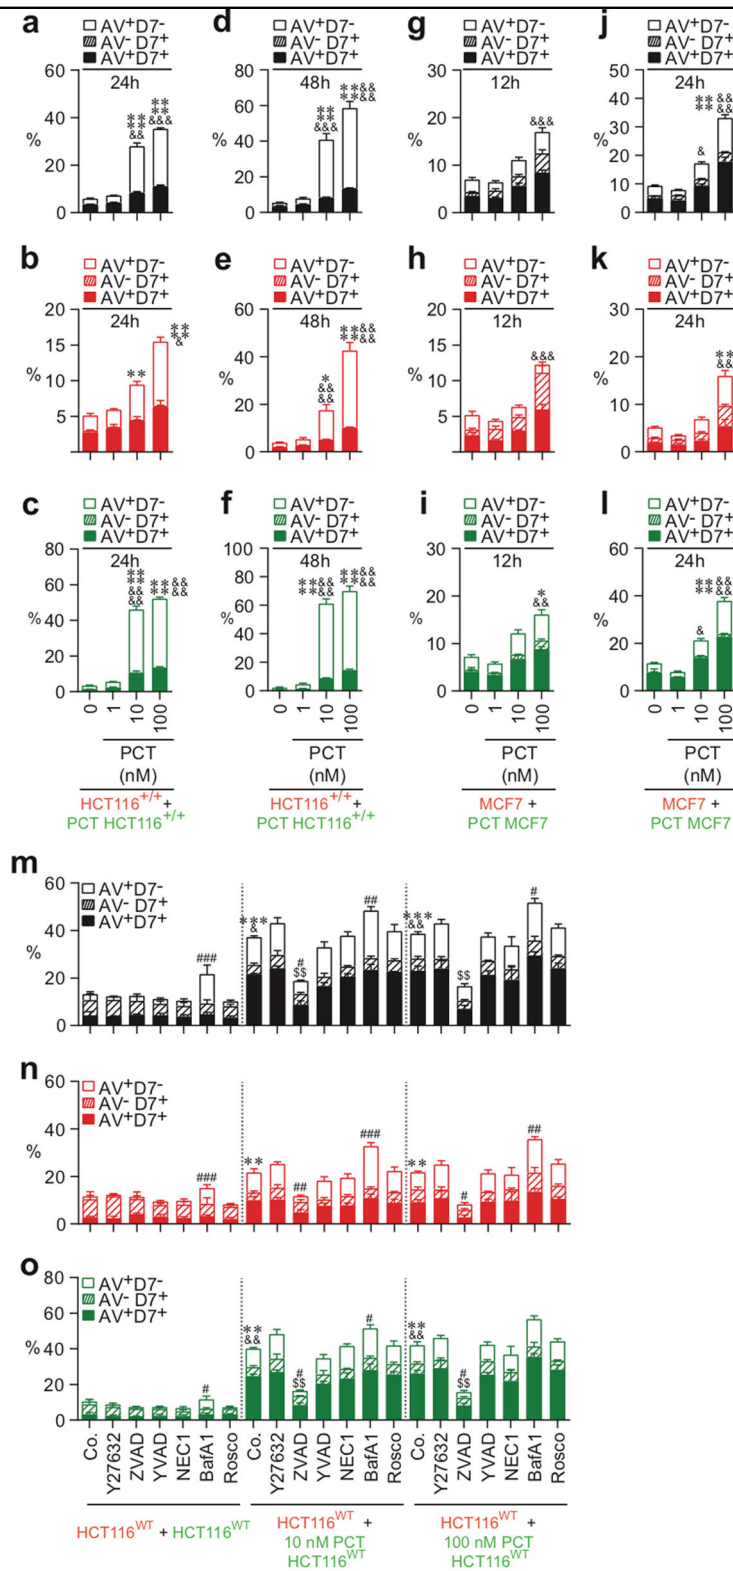 a
AV+D7-
AV- D7+
AV+D7+
24h
60
40
20
0
%
**
**
&&
**
**
&&&
d
AV+D7-
AV- D7+
AV+D7+
48h
80
60
40
20
0
%
**
**
&&&
**&&
**&&
g
AV+D7-
AV- D7+
AV+D7+
12h
30
20
10
0
%
&&&
j
AV+D7-
AV- D7+
AV+D7+
24h
50
40
30
20
10
0
%
**
**
&
&&
&&
b
AV+D7-
AV- D7+
AV+D7+
24h
20
15
10
5
%
**
**
**
&
e
AV+D7-
AV- D7+
AV+D7+
48h
60
40
20
0
%
*
&&
&&
**&&
**&&
h
AV+D7-
AV- D7+
AV+D7+
12h
20
15
10
5
0
%
&&&
k
AV+D7-
AV- D7+
AV+D7+
24h
30
20
10
0
%
**
&&
c
AV+D7-
AV- D7+
AV+D7+
24h
80
60
40
20
0
%
**
**
&&
&&
** &&
** &&
0
1
10
100
PCT
(nM)
HCT116+/+ +
PCT HCT116+/+
f
AV+D7-
AV- D7+
AV+D7+
48h
100
80
60
40
20
0
%
**&&
**&&
**&&
**&&
0
1
10
100
PCT
(nM)
HCT116+/+ +
PCT HCT116+/+
i
AV+D7-
AV- D7+
AV+D7+
12h
30
20
10
0
%
*
&&
0
1
10
100
PCT
(nM)
MCF7 +
PCT MCF7
l
AV+D7-
AV- D7+
AV+D7+
24h
60
40
20
0
%
**
**
&
&&
&&
0
1
10
100
PCT
(nM)
MCF7 +
PCT MCF7
m
AV+D7-
AV- D7+
AV+D7+
60
40
20
0
%
###
***
&
#
$$
##
****
&&
$$
#
n
AV+D7-
AV- D7+
AV+D7+
60
40
20
0
%
###
**
##
###
**
#
##
o
AV+D7-
AV- D7+
AV+D7+
80
60
40
20
0
%
#
**
&&
#
$$
#
**
&&
#
$$
Co.
Y27632
ZVAD
YVAD
NEC1
BafA1
Rosco
Co.
Y27632
ZVAD
YVAD
NEC1
BafA1
Rosco
Co.
Y27632
ZVAD
YVAD
NEC1
BafA1
Rosco
HCT116WT + HCT116WT
HCT116WT +
10 nM PCT
HCT116WT
HCT116WT +
100 nM PCT
HCT116WT